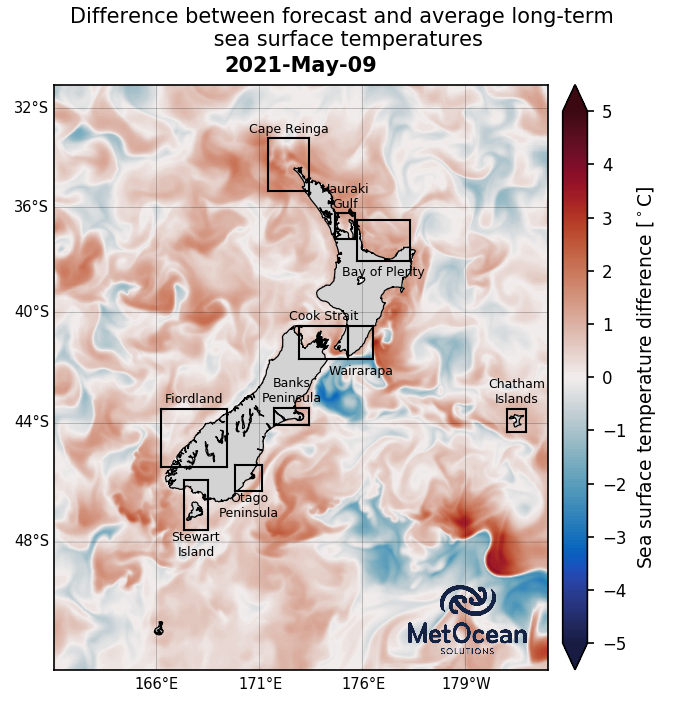 Difference between forecast and average long-term
sea surface temperatures
2021-May-09
32°S
36°S
40°S
44°S
48°S
166°E
171°E
176°E
179°W
Cape Reinga
Hauraki
Gulf
Bay of Plenty
Cook Strait
Wairarapa
Banks
Peninsula
Fiordland
Chatham
Islands
Otago
Peninsula
Stewart
Island
MetOcean
SOLUTIONS
5
4
3
2
1
0
−1
−2
−3
−4
−5
Sea surface temperature difference [°C]